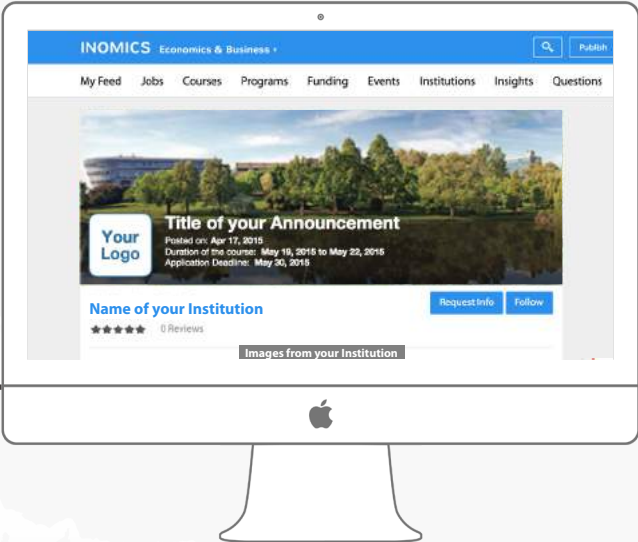 INOMICS Economics & Business
Publish
My Feed Jobs Courses Programs Funding Events Institutions Insights Questions
Your
Logo
Title of your Announcement
Posted on: Apr 17, 2015
Duration of the course: May 19, 2015 to May 22, 2015
Application Deadline: May 30, 2015
Name of your Institution
Request Info Follow
0 Reviews
Images from your Institution